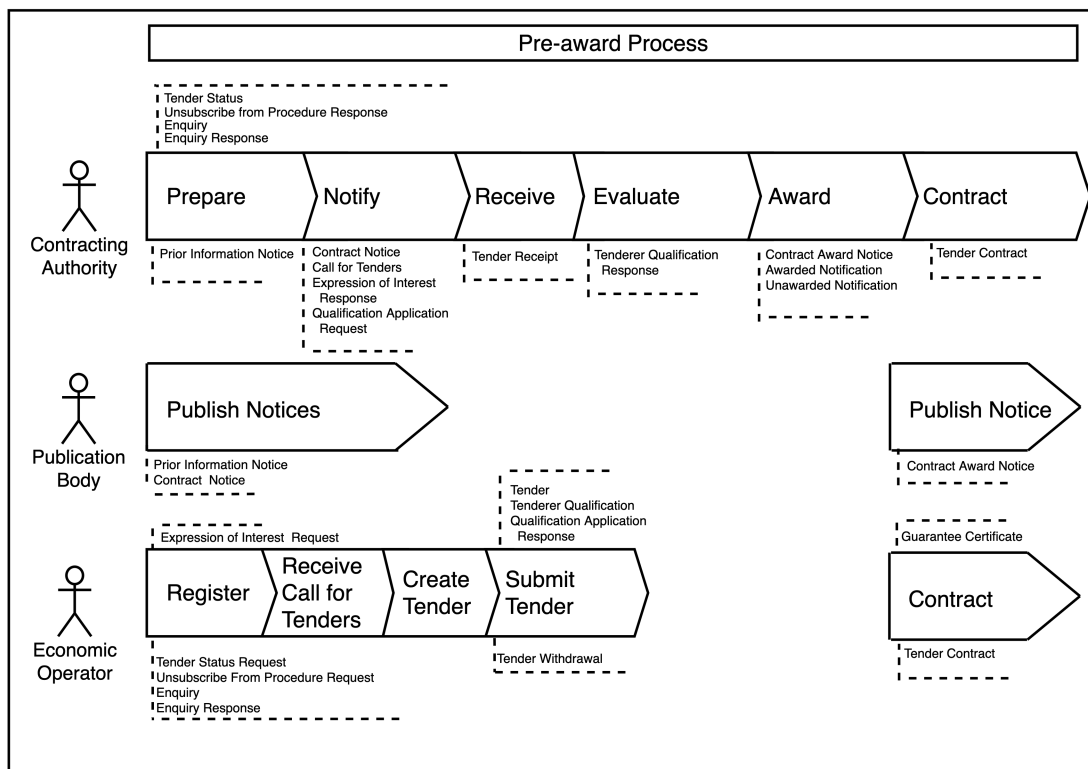 Pre-award Process
Tender Status
Unsubscribe from Procedure Response
Enquiry
Enquiry Response
Contracting
Authority
Prepare
Notify
Receive
Evaluate
Award
Contract
Prior Information Notice
Contract Notice
Call for Tenders
Expression of Interest
Response
Qualification Application
Request
Tender Receipt
Tenderer Qualification
Response
Contract Award Notice
Awarded Notification
Unawarded Notification
Tender Contract
Publication
Body
Publish Notices
Prior Information Notice
Contract Notice
Publish Notice
Contract Award Notice
Economic
Operator
Expression of Interest Request
Register
Receive
Call for
Tenders
Create
Tender
Tender
Tenderer Qualification
Qualification Application
Response
Submit
Tender
Tender Status Request
Unsubscribe From Procedure Request
Enquiry
Enquiry Response
Tender Withdrawal
Guarantee Certificate
Contract
Tender Contract